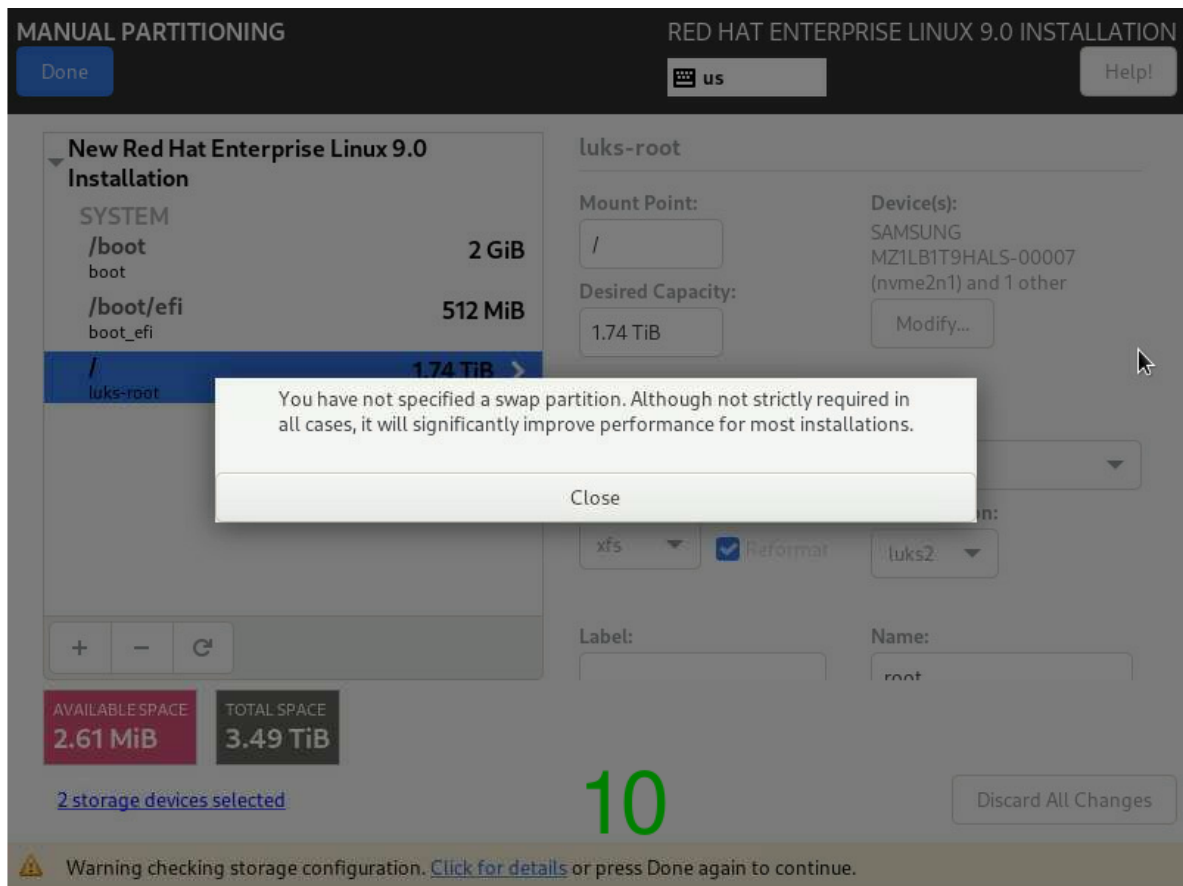 MANUAL PARTITIONING
RED HAT ENTERPRISE LINUX 9.0 INSTALLATION
Done
us
Help!
New Red Hat Enterprise Linux 9.0
Installation
SYSTEM
/boot
2 GiB
boot
/boot/efi
512 MiB
boot_efi
/
1.74 TiB
luks-root
luks-root
Mount Point:
/
Device(s):
SAMSUNG
MZ1LB1T9HALS-00007
(nvme2n1) and 1 other
Desired Capacity:
1.74 TiB
Modify...
You have not specified a swap partition. Although not strictly required in
all cases, it will significantly improve performance for most installations.
Close
xfs
Reformat
luks2
Label:
Name:
root
+ −
AVAILABLE SPACE
2.61 MiB
TOTAL SPACE
3.49 TiB
2 storage devices selected
10
Discard All Changes
Warning checking storage configuration. Click for details or press Done again to continue.